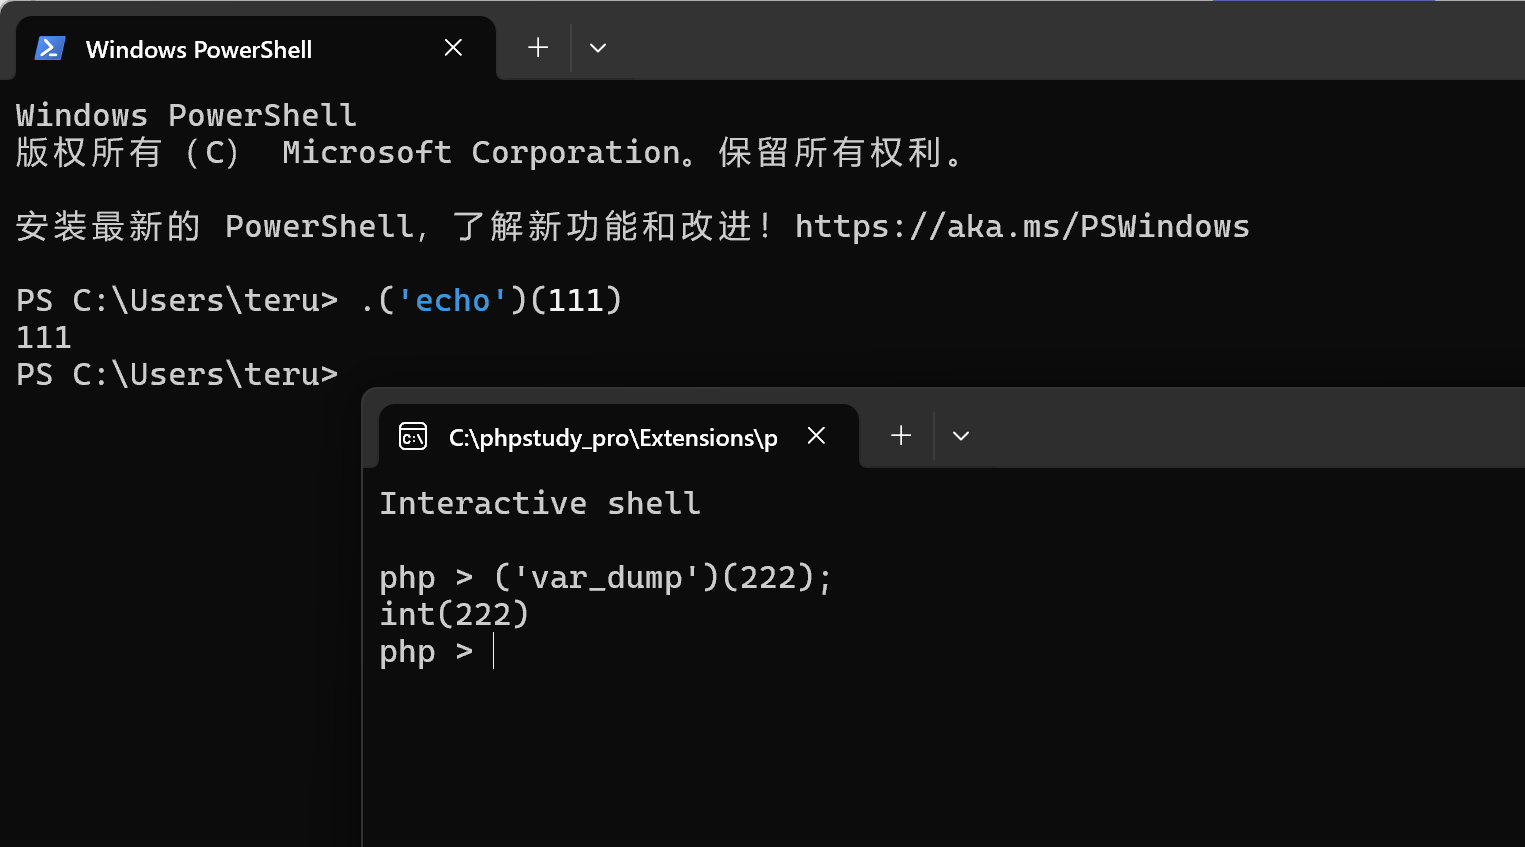 Windows PowerShell
Windows PowerShell
版权所有（C） Microsoft Corporation。保留所有权利。
安装最新的 PowerShell，了解新功能和改进！https://aka.ms/PSWindows
PS C:\Users\teru> .('echo')(111)
111
PS C:\Users\teru>
C:\phpstudy_pro\Extensions\p
Interactive shell
php > ('var_dump')(222);
int(222)
php >